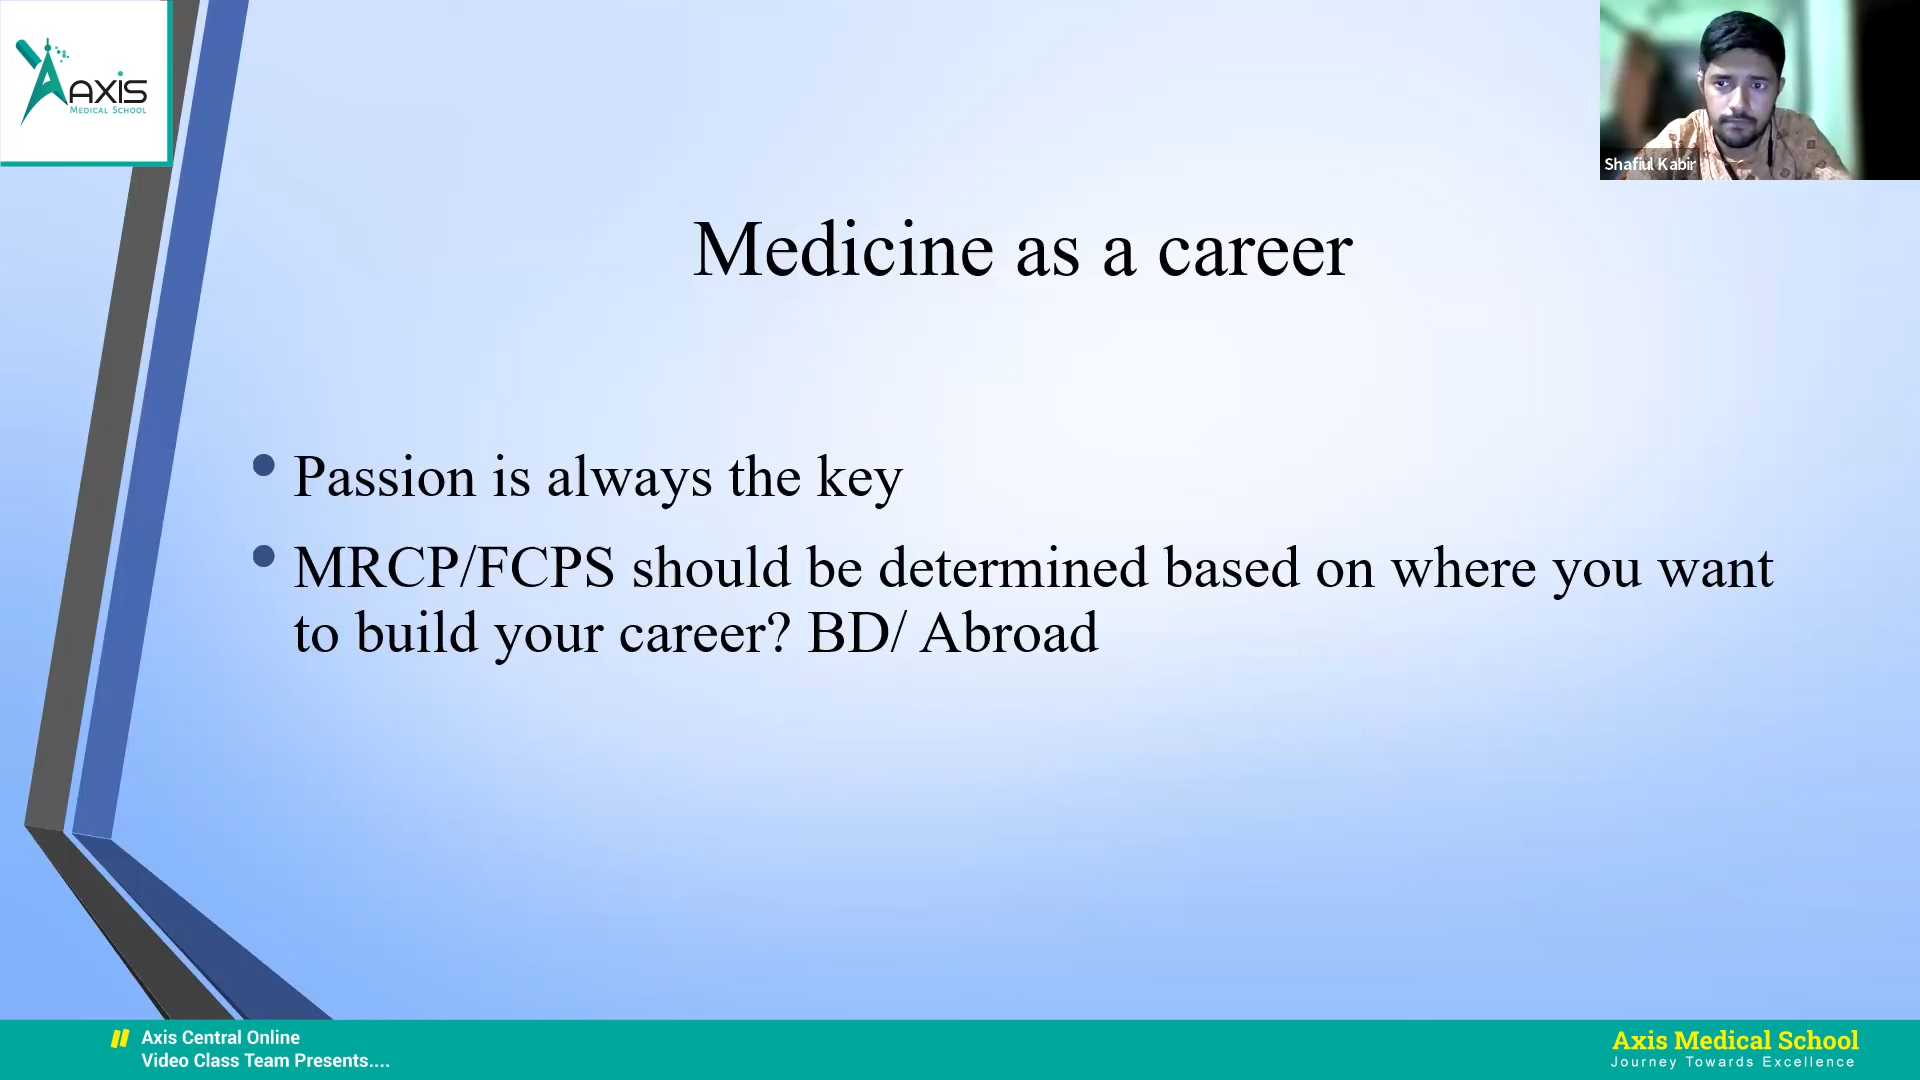 AXIS
MEDICAL SCHOOL
Shafiul Kabir
Medicine as a career
• Passion is always the key
• MRCP/FCPS should be determined based on where you want
to build your career? BD/ Abroad
Axis Central Online
Video Class Team Presents....
Axis Medical School
Journey Towards Excellence